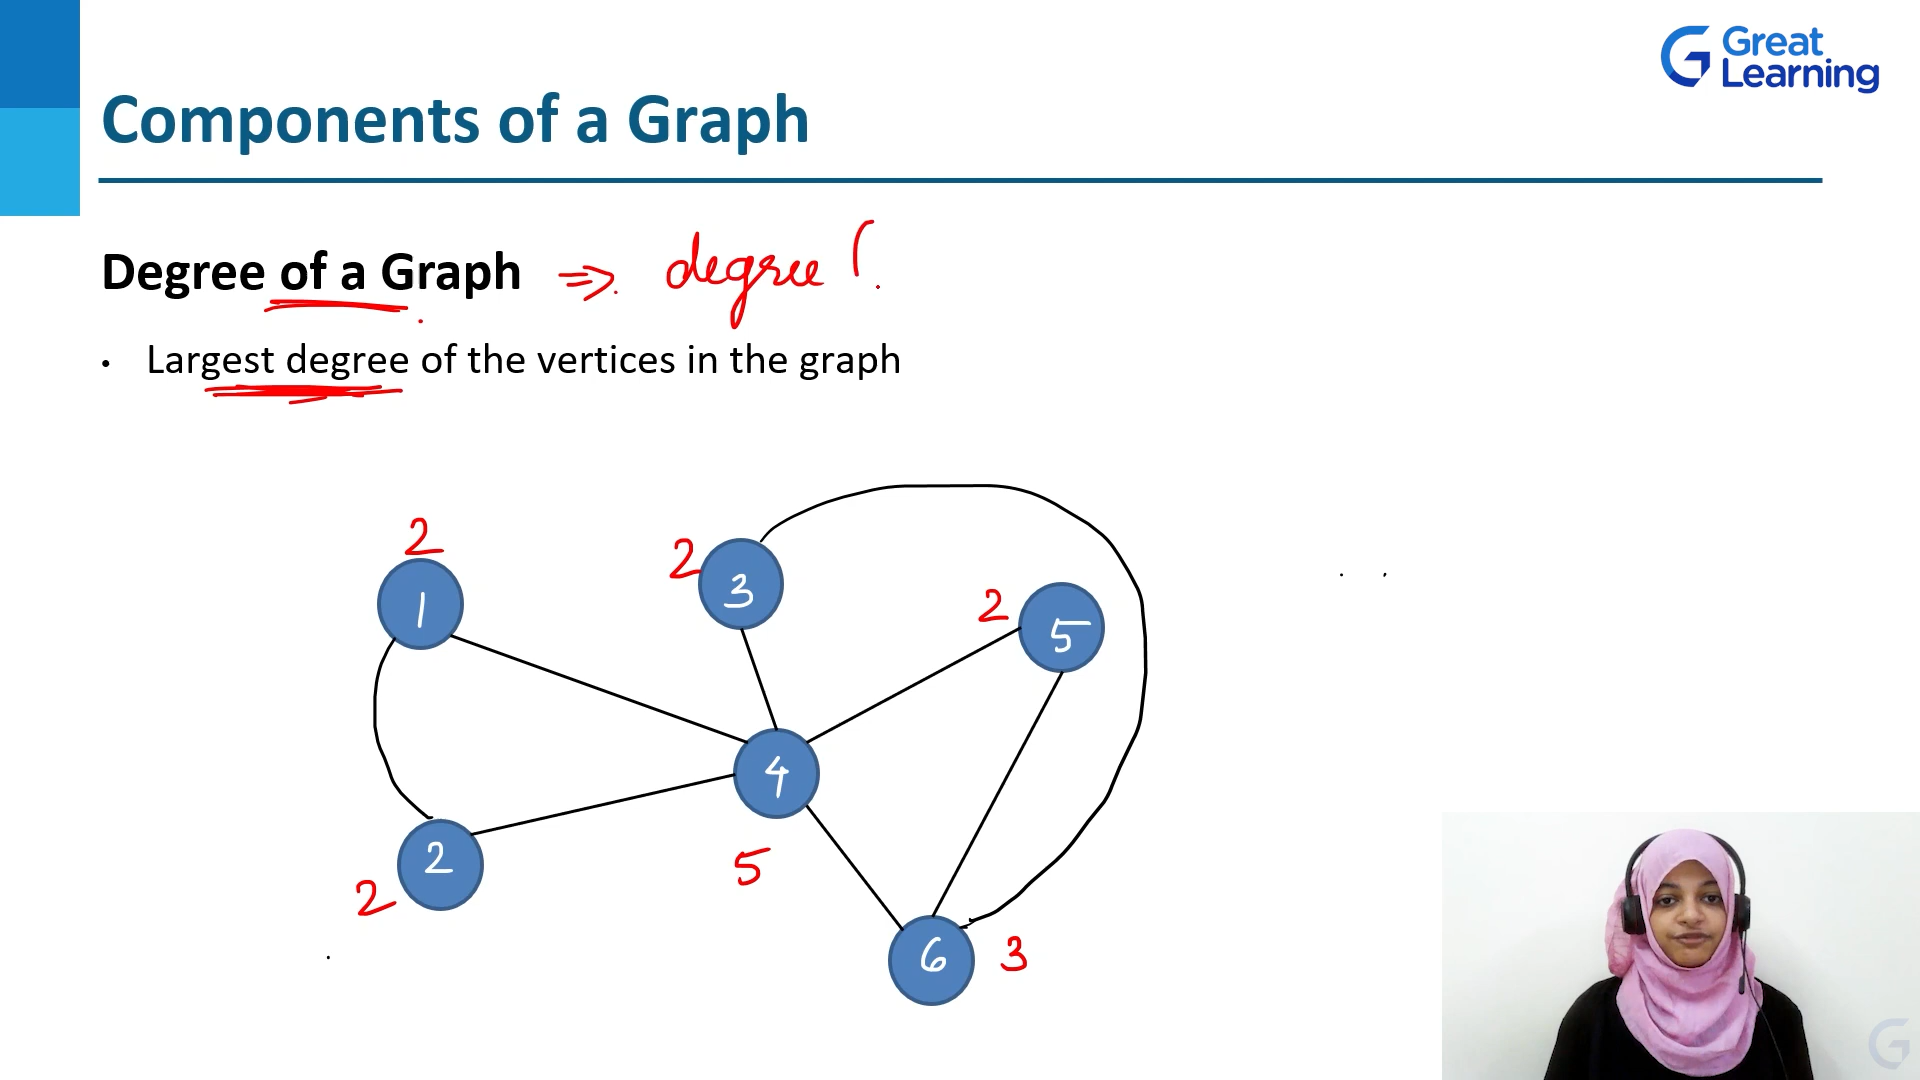 Great
Learning
Components of a Graph
Degree of a Graph ⇒ degree (
• Largest degree of the vertices in the graph
2
2
3
1
2
5
4
2
2
5
6
3